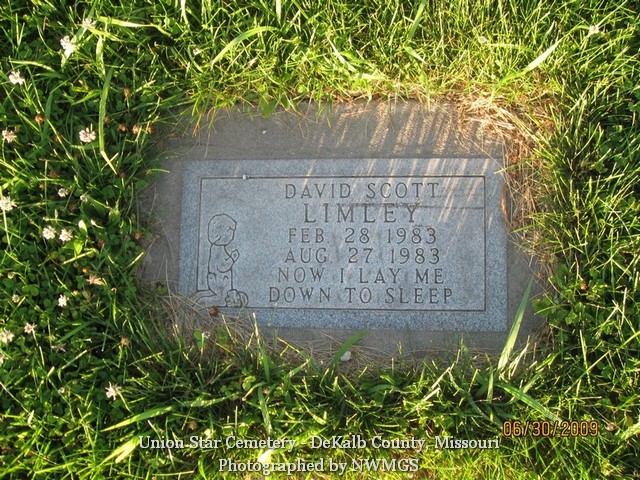 DAVID SCOTT
LIMLEY
FEB. 28 1983
AUG. 27 1983
NOW I LAY ME
DOWN TO SLEEP
06/30/2009
Union Star Cemetery - DeKalb County, Missouri
Photographed by NWMGS